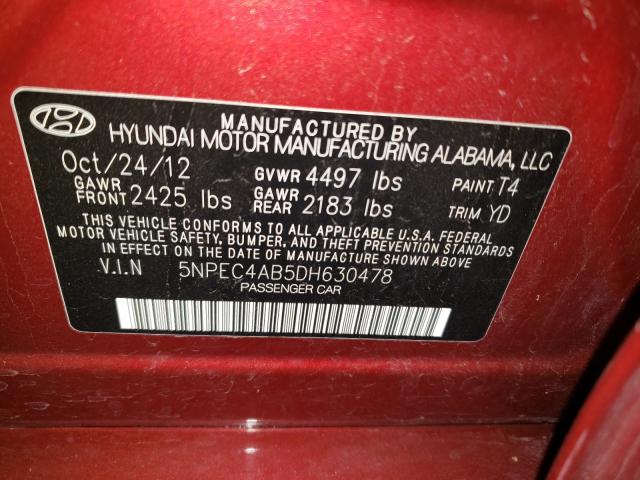 MANUFACTURED BY
HYUNDAI MOTOR MANUFACTURING ALABAMA, LLC
Oct/24/12 GVWR 4497 lbs PAINT T4
GAWR FRONT 2425 lbs GAWR REAR 2183 lbs TRIM YD
THIS VEHICLE CONFORMS TO ALL APPLICABLE U.S.A. FEDERAL
MOTOR VEHICLE SAFETY, BUMPER, AND THEFT PREVENTION STANDARDS
IN EFFECT ON THE DATE OF MANUFACTURE SHOWN ABOVE.
V.I.N 5NPEC4AB5DH630478
PASSENGER CAR